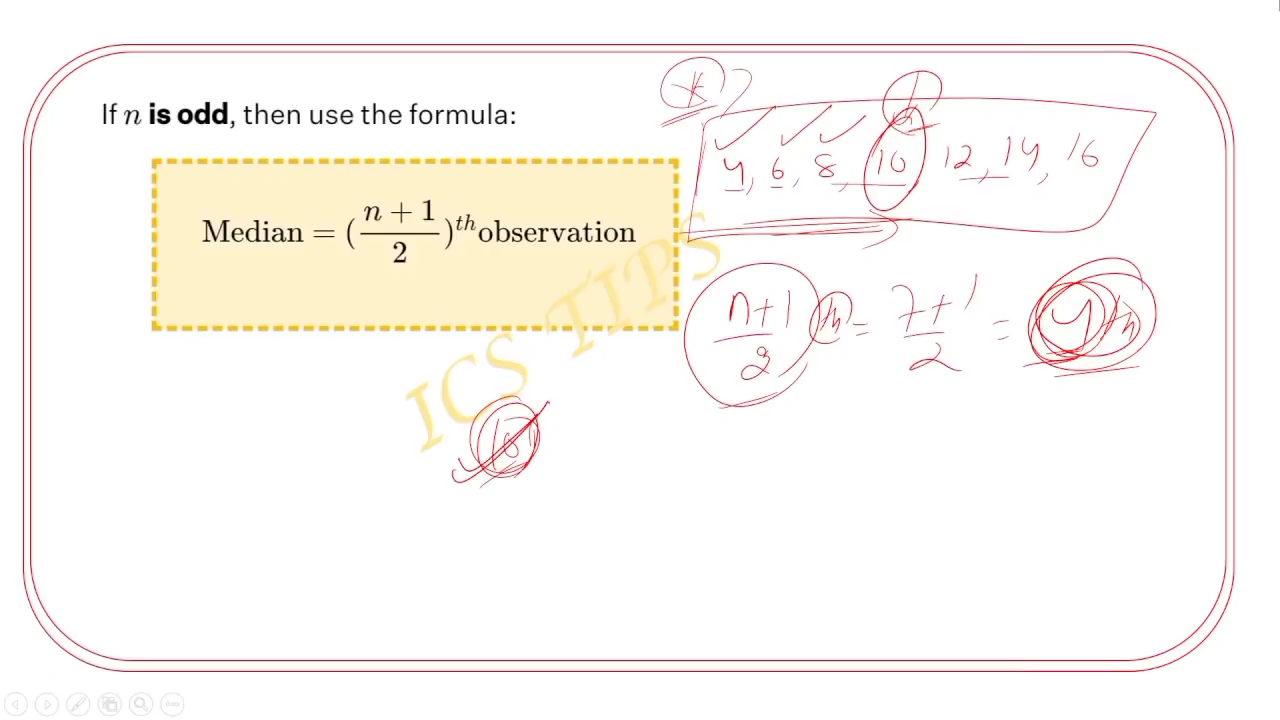 If n is odd, then use the formula:
Median = (n + 1 / 2)th observation
4, 6, 8, 10 12, 14, 16
n+1 / 2 th = 7+1 / 2 = 4th
10
ICS TIPS